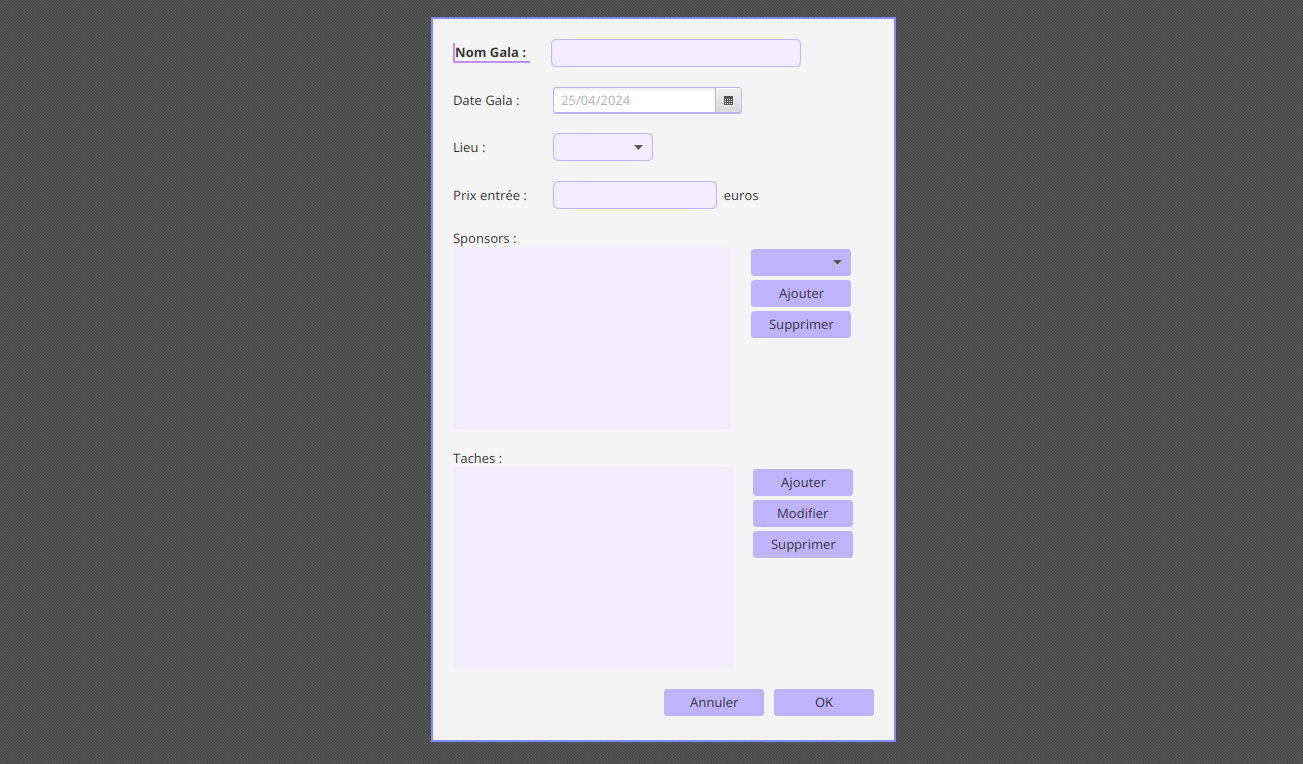 Nom Gala :
Date Gala : 25/04/2024
Lieu :
Prix entrée : euros
Sponsors :
Ajouter
Supprimer
Taches :
Ajouter
Modifier
Supprimer
Annuler OK